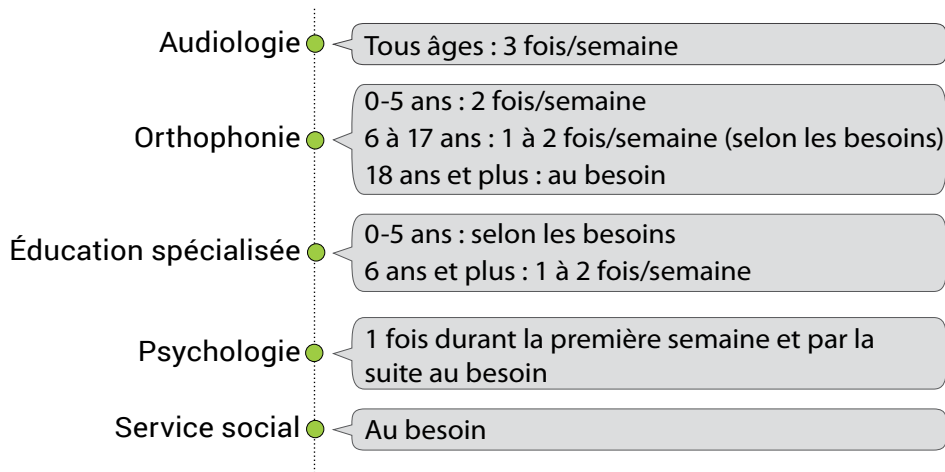 Audiologie
Tous âges : 3 fois/semaine
Orthophonie
0-5 ans : 2 fois/semaine
6 à 17 ans : 1 à 2 fois/semaine (selon les besoins)
18 ans et plus : au besoin
Éducation spécialisée
0-5 ans : selon les besoins
6 ans et plus : 1 à 2 fois/semaine
Psychologie
1 fois durant la première semaine et par la
suite au besoin
Service social
Au besoin